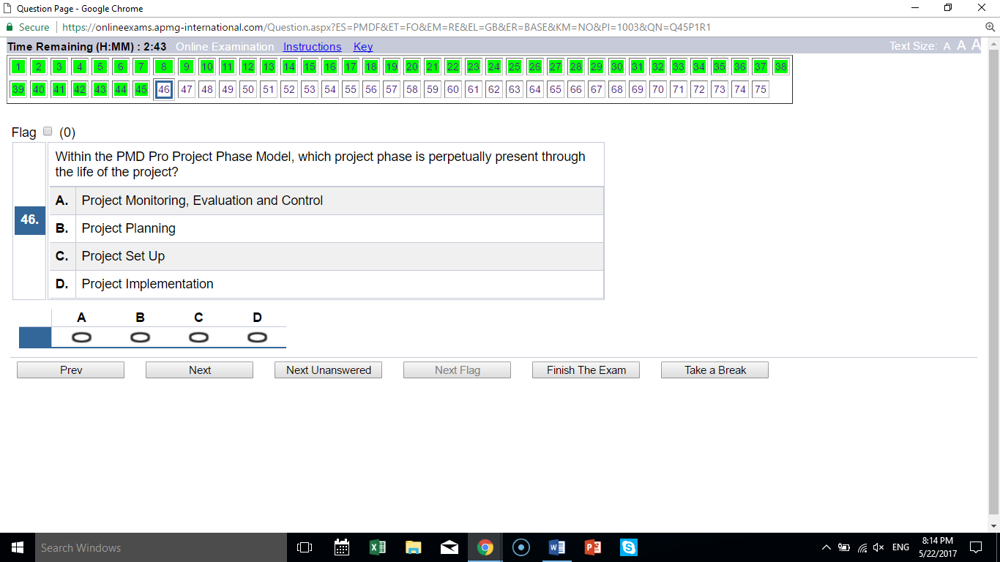 Question Page - Google Chrome
Secure https://onlineexams.apmg-international.com/Question.aspx?ES=PMDF&ET=FO&EM=RE&EL=GB&ER=BASE&KM=NO&PI=1003&QN=Q45P1R1
Time Remaining (H:MM) : 2:43 Online Examination Instructions Key Text Size: A A A
1 2 3 4 5 6 7 8 9 10 11 12 13 14 15 16 17 18 19 20 21 22 23 24 25 26 27 28 29 30 31 32 33 34 35 36 37 38
39 40 41 42 43 44 45 46 47 48 49 50 51 52 53 54 55 56 57 58 59 60 61 62 63 64 65 66 67 68 69 70 71 72 73 74 75
Flag (0)
Within the PMD Pro Project Phase Model, which project phase is perpetually present through
the life of the project?
46.
A. Project Monitoring, Evaluation and Control
B. Project Planning
C. Project Set Up
D. Project Implementation
A B C D
Prev Next Next Unanswered Next Flag Finish The Exam Take a Break
Search Windows
ENG
8:14 PM
5/22/2017